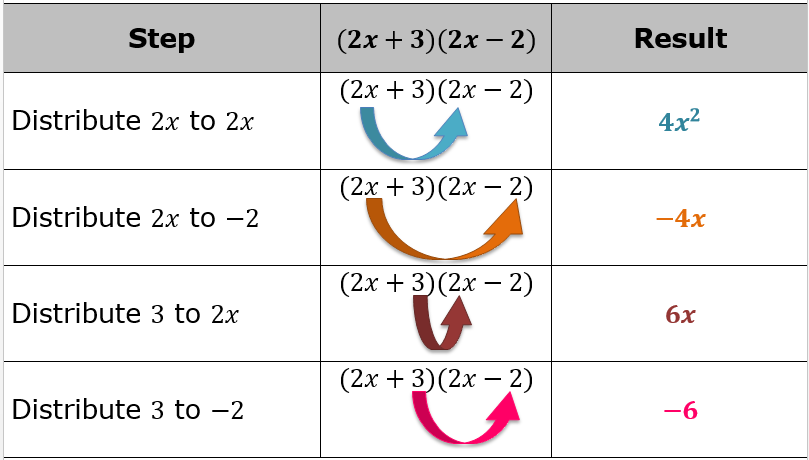 Step (2x + 3)(2x − 2) Result
Distribute 2x to 2x (2x + 3)(2x − 2) 4x²
Distribute 2x to −2 (2x + 3)(2x − 2) −4x
Distribute 3 to 2x (2x + 3)(2x − 2) 6x
Distribute 3 to −2 (2x + 3)(2x − 2) −6